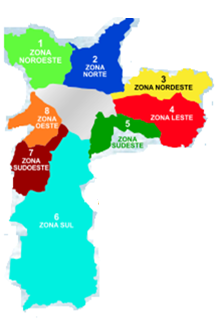 1
ZONA
NOROESTE
2
ZONA
NORTE
3
ZONA NORDESTE
4
ZONA LESTE
8
ZONA
OESTE
5
ZONA
SUDESTE
7
ZONA
SUDOESTE
6
ZONA SUL